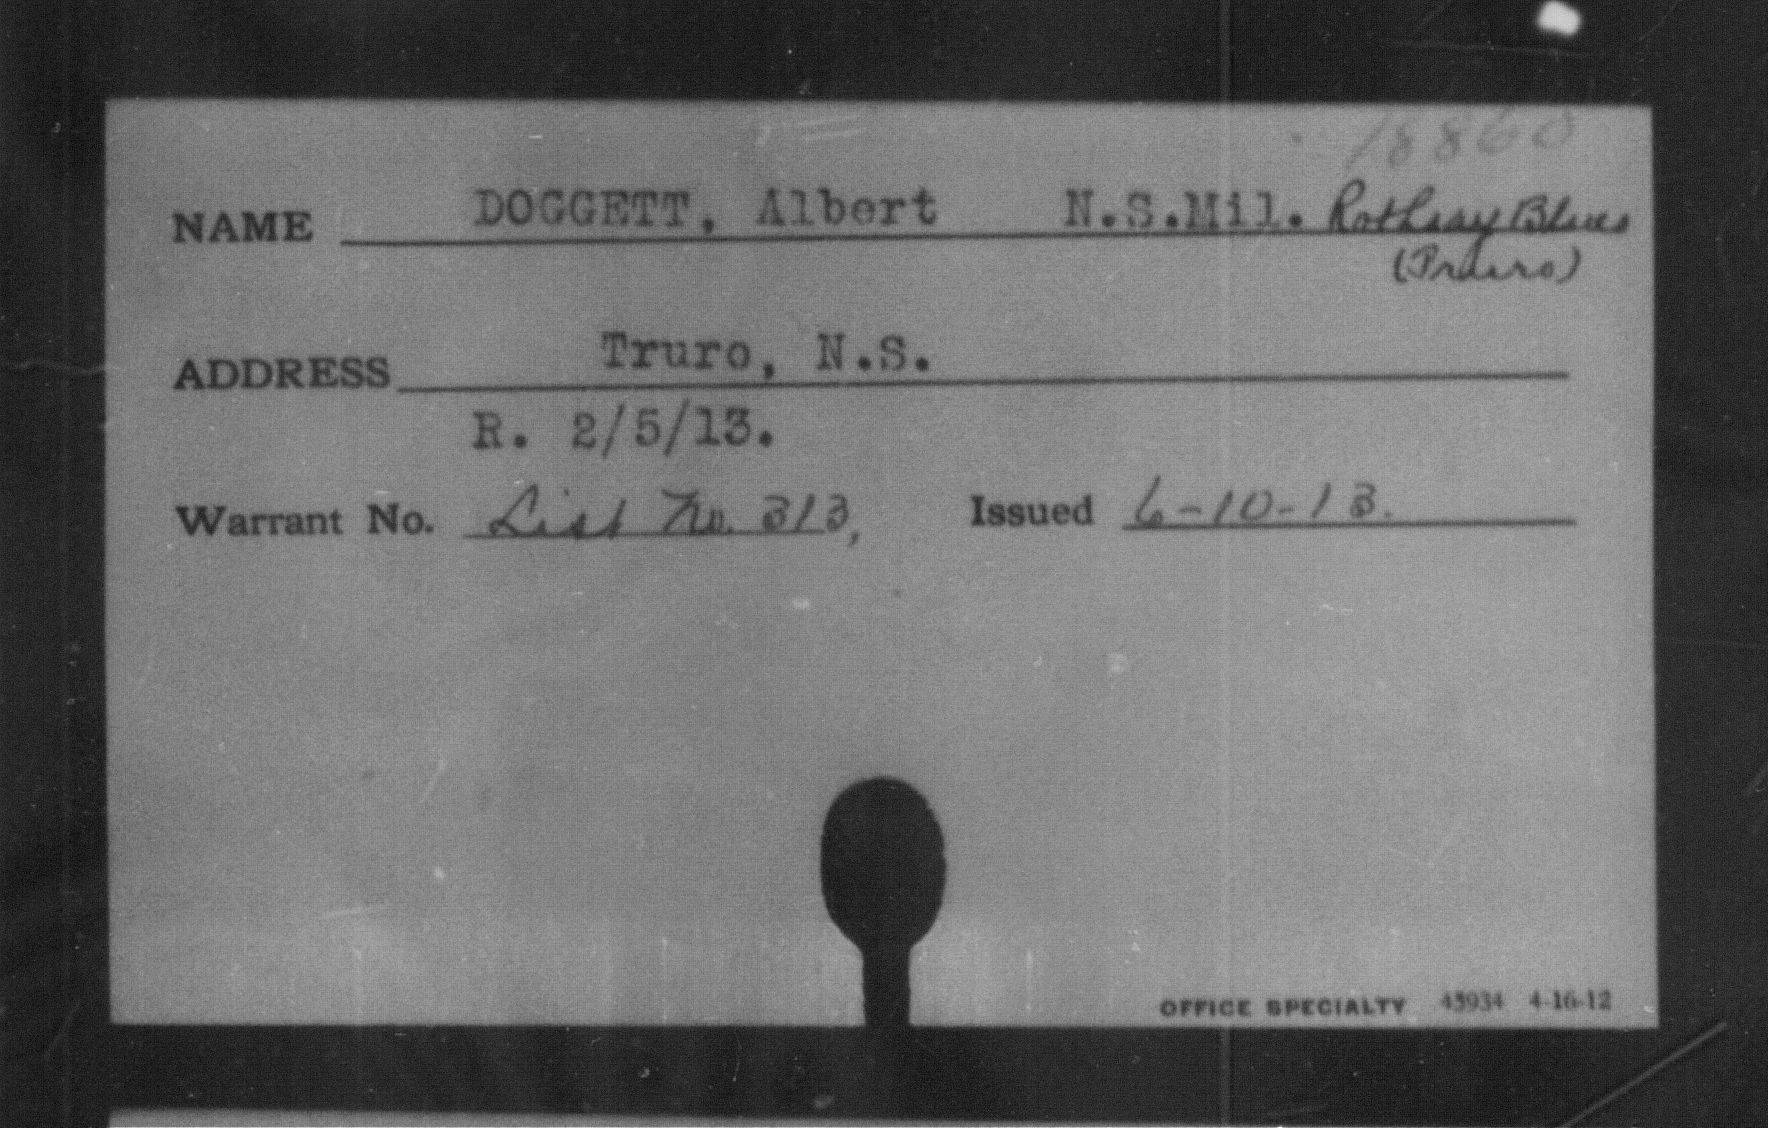 18860
NAME DOGGETT, Albert N.S.Mil. Rothsay Blues
(Pruiro)
ADDRESS Truro, N.S.
R. 2/5/13.
Warrant No. List No. 313, Issued 6-10-13.
OFFICE SPECIALTY 43934 4-16-12